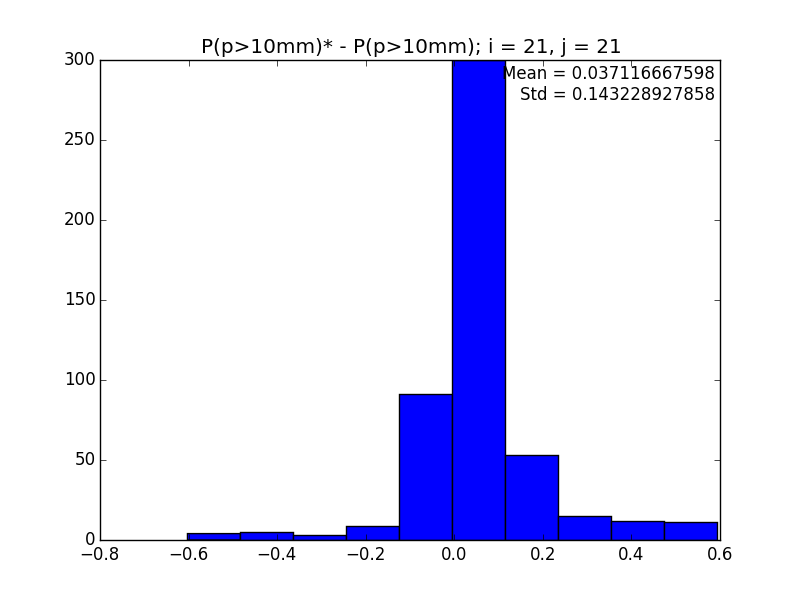 P(p>10mm)* - P(p>10mm); i = 21, j = 21
Mean = 0.037116667598
Std = 0.143228927858
300
250
200
150
100
50
0
−0.8 −0.6 −0.4 −0.2 0.0 0.2 0.4 0.6